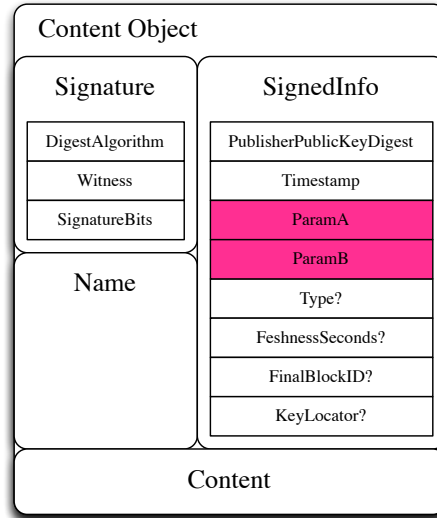 Content Object
Signature
DigestAlgorithm
Witness
SignatureBits
Name
SignedInfo
PublisherPublicKeyDigest
Timestamp
ParamA
ParamB
Type?
FeshnessSeconds?
FinalBlockID?
KeyLocator?
Content